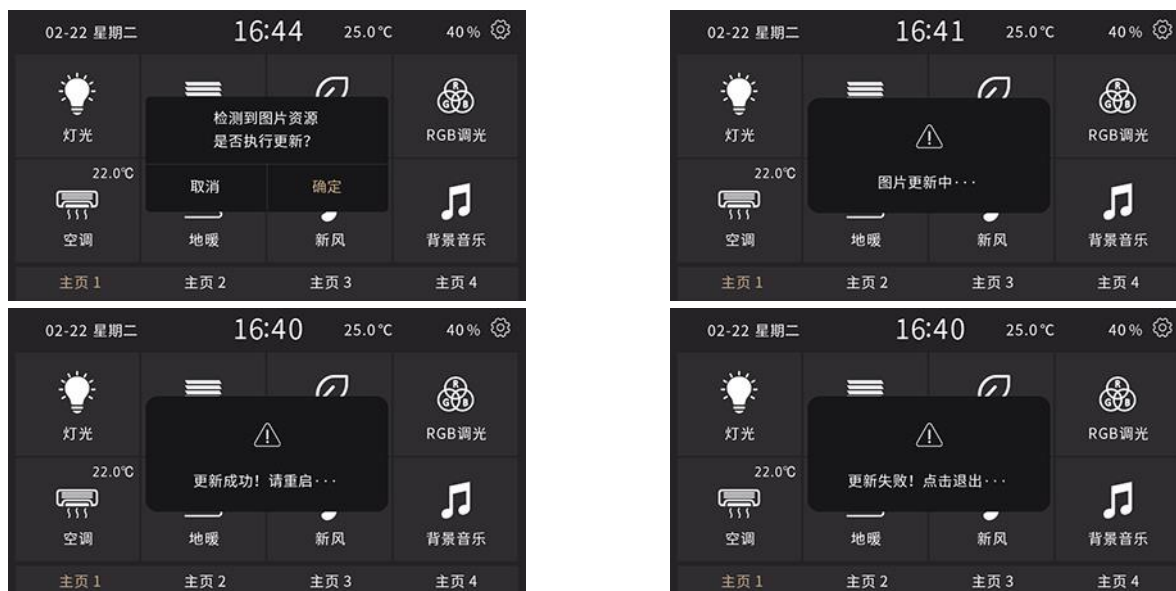 02-22 星期二 16:44 25.0℃ 40%
灯光
检测到图片资源
是否执行更新?
RGB调光
R
G B
22.0℃
取消 确定
空调 地暖 新风 背景音乐
主页 1 主页 2 主页 3 主页 4
02-22 星期二 16:41 25.0℃ 40%
灯光
RGB调光
R
G B
22.0℃
图片更新中···
空调 地暖 新风 背景音乐
主页 1 主页 2 主页 3 主页 4
02-22 星期二 16:40 25.0℃ 40%
灯光
RGB调光
R
G B
22.0℃
更新成功! 请重启···
空调 地暖 新风 背景音乐
主页 1 主页 2 主页 3 主页 4
02-22 星期二 16:40 25.0℃ 40%
灯光
RGB调光
R
G B
22.0℃
更新失败! 点击退出···
空调 地暖 新风 背景音乐
主页 1 主页 2 主页 3 主页 4